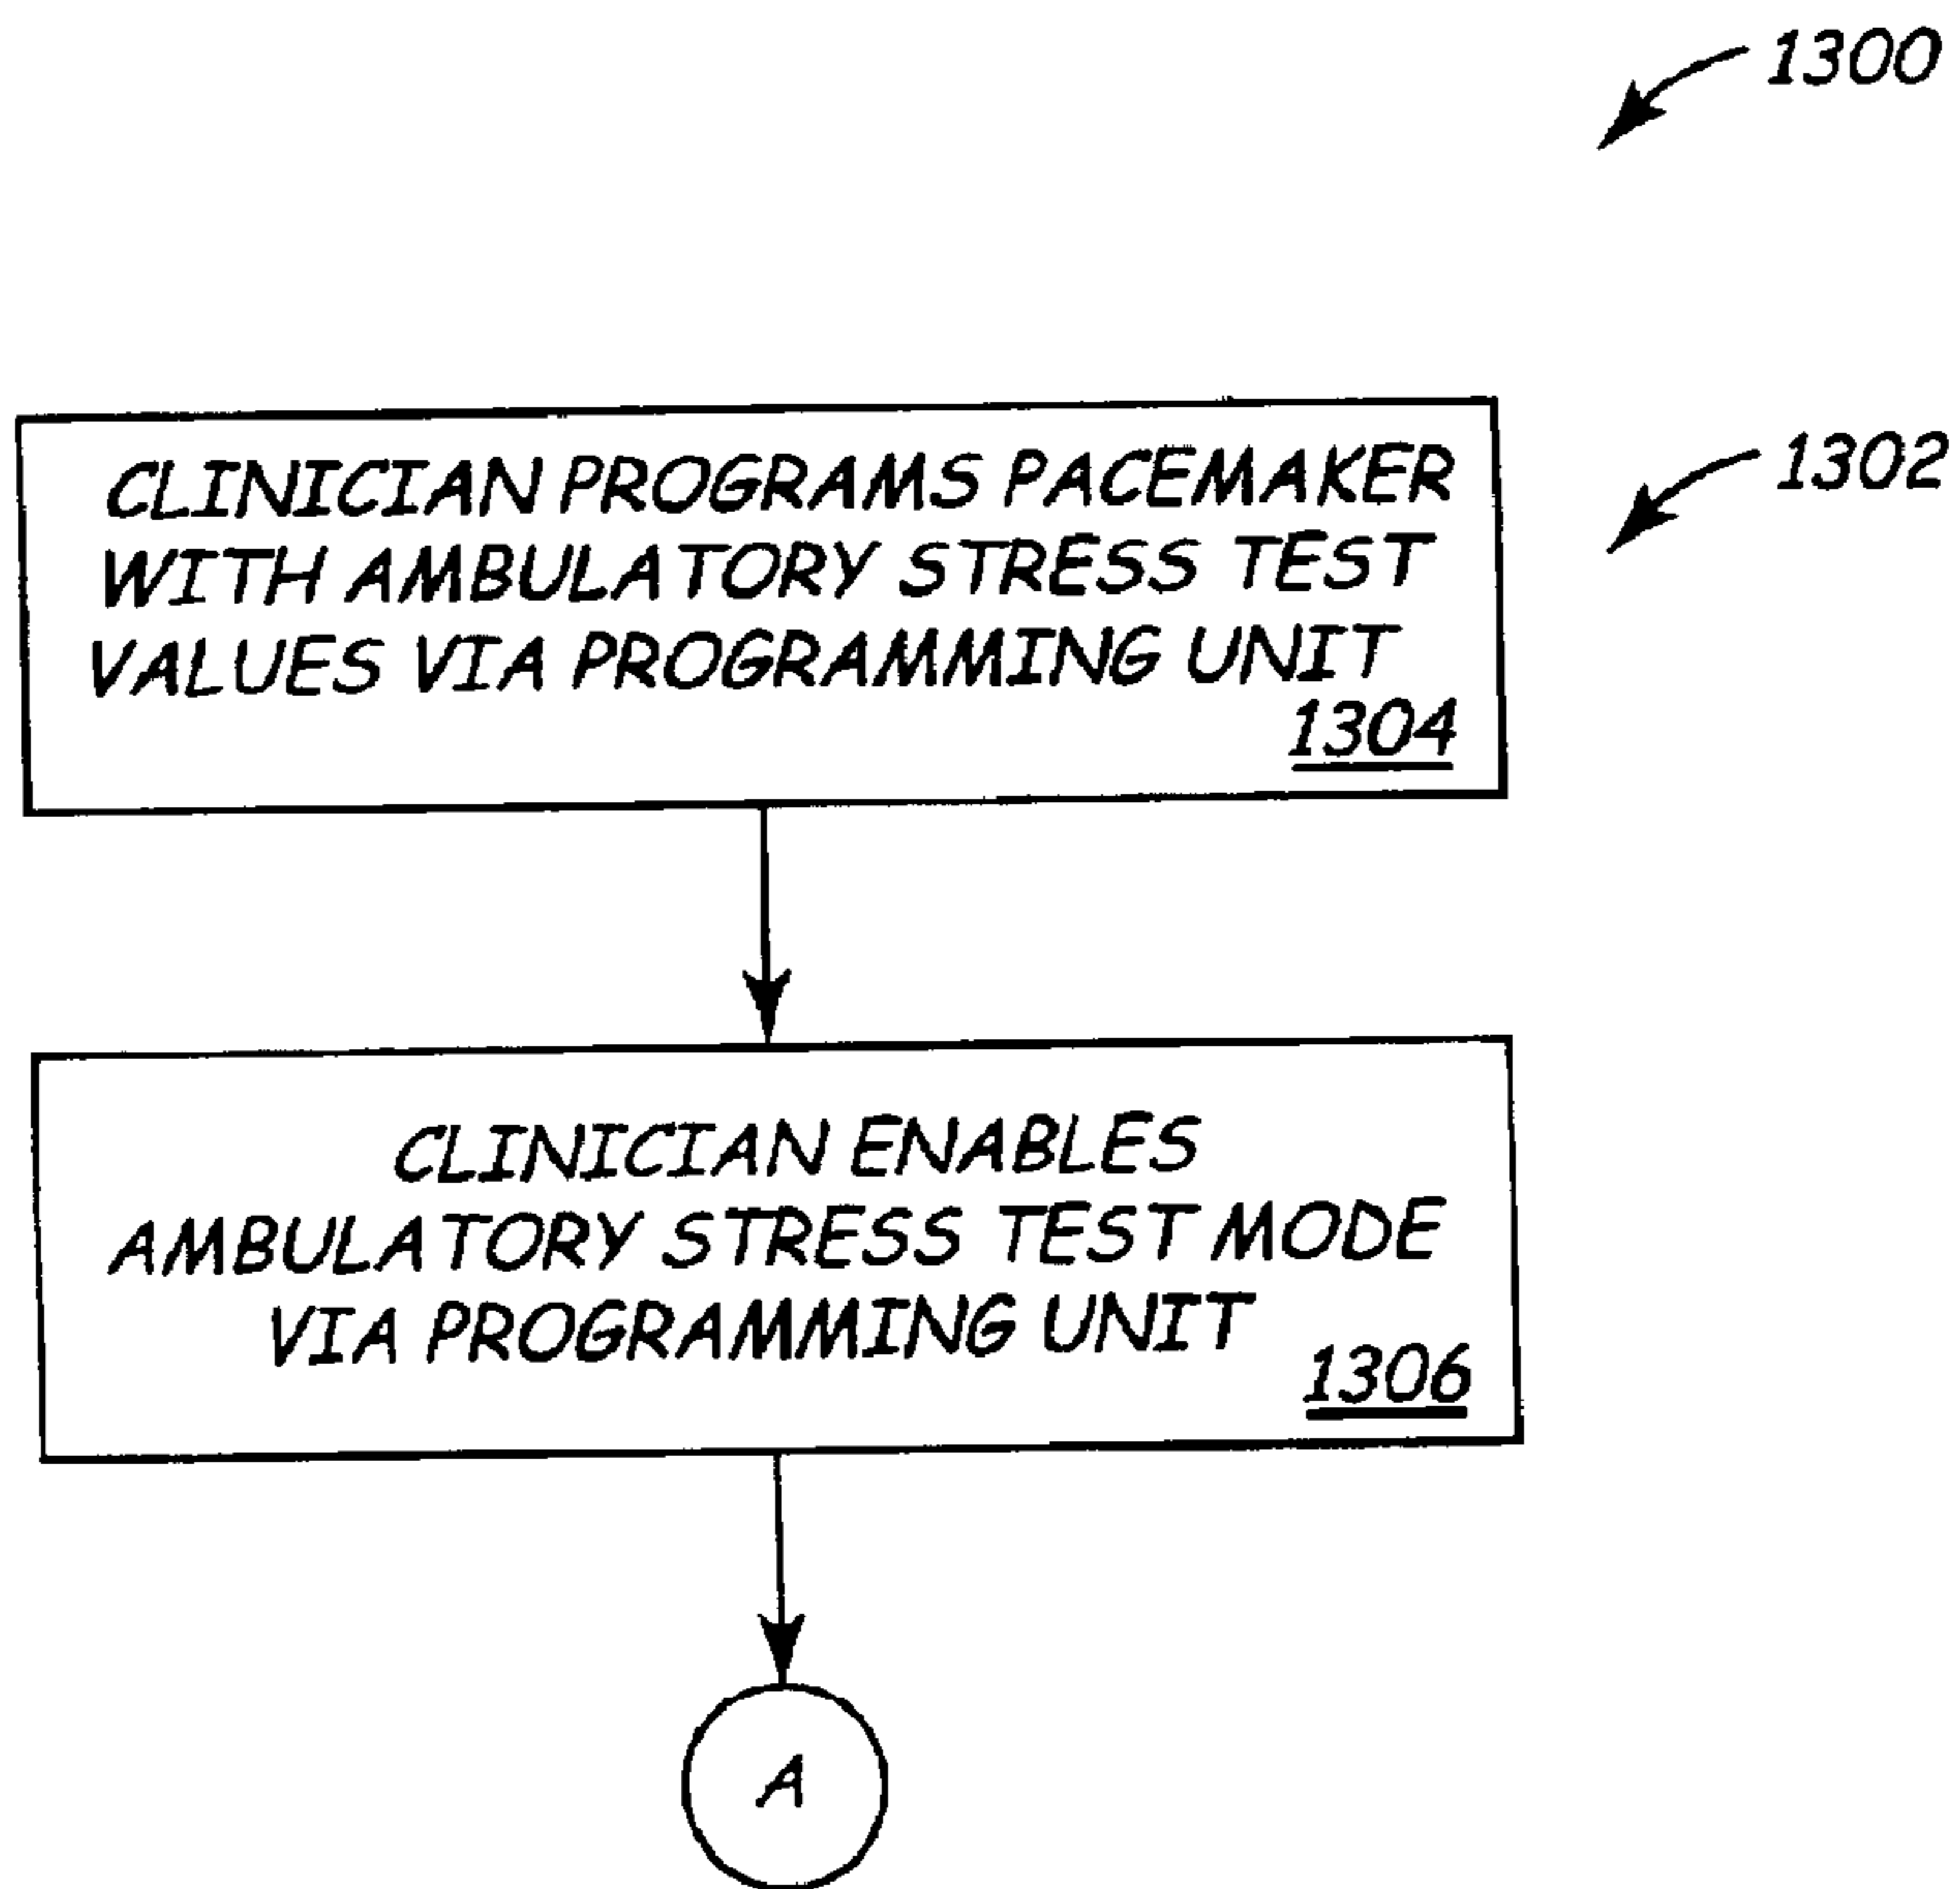 1300
1302
CLINICIAN PROGRAMS PACEMAKER
WITH AMBULATORY STRESS TEST
VALUES VIA PROGRAMMING UNIT
1304
CLINICIAN ENABLES
AMBULATORY STRESS TEST MODE
VIA PROGRAMMING UNIT
1306
A